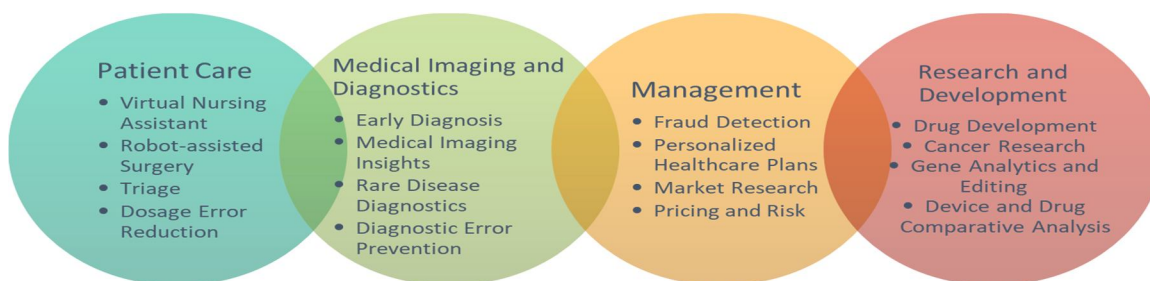 Patient Care
• Virtual Nursing
Assistant
• Robot-assisted
Surgery
• Triage
• Dosage Error
Reduction
Medical Imaging and
Diagnostics
• Early Diagnosis
• Medical Imaging
Insights
• Rare Disease
Diagnostics
• Diagnostic Error
Prevention
Management
• Fraud Detection
• Personalized
Healthcare Plans
• Market Research
• Pricing and Risk
Research and
Development
• Drug Development
• Cancer Research
• Gene Analytics and
Editing
• Device and Drug
Comparative Analysis